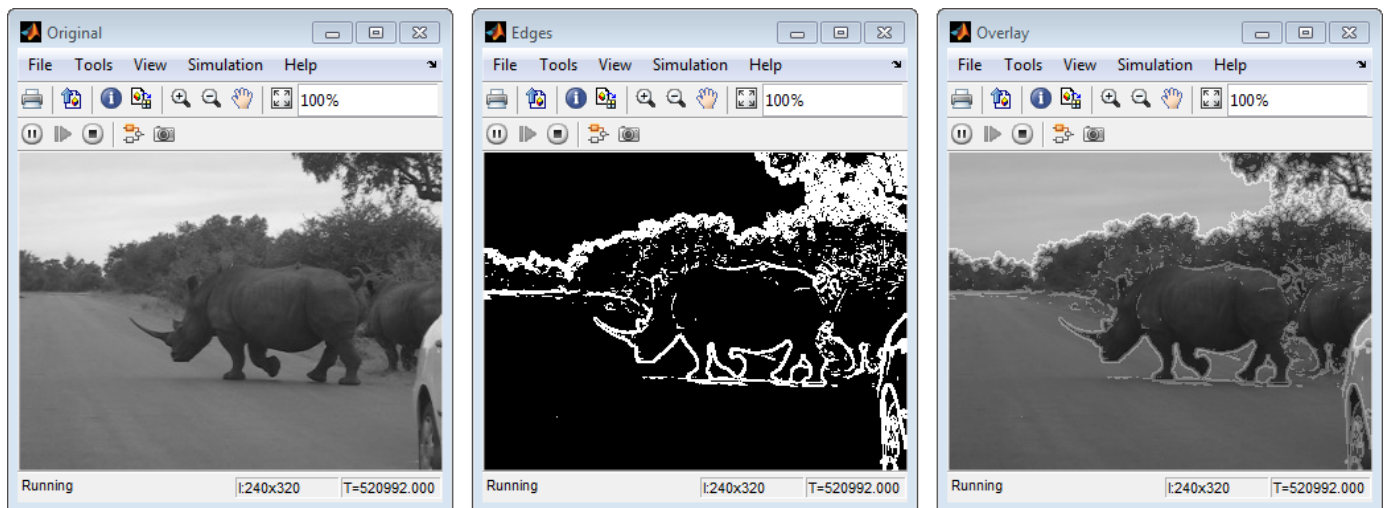 Original
File Tools View Simulation Help
100%
Running I:240x320 T=520992.000
Edges
File Tools View Simulation Help
100%
Running I:240x320 T=520992.000
Overlay
File Tools View Simulation Help
100%
Running I:240x320 T=520992.000